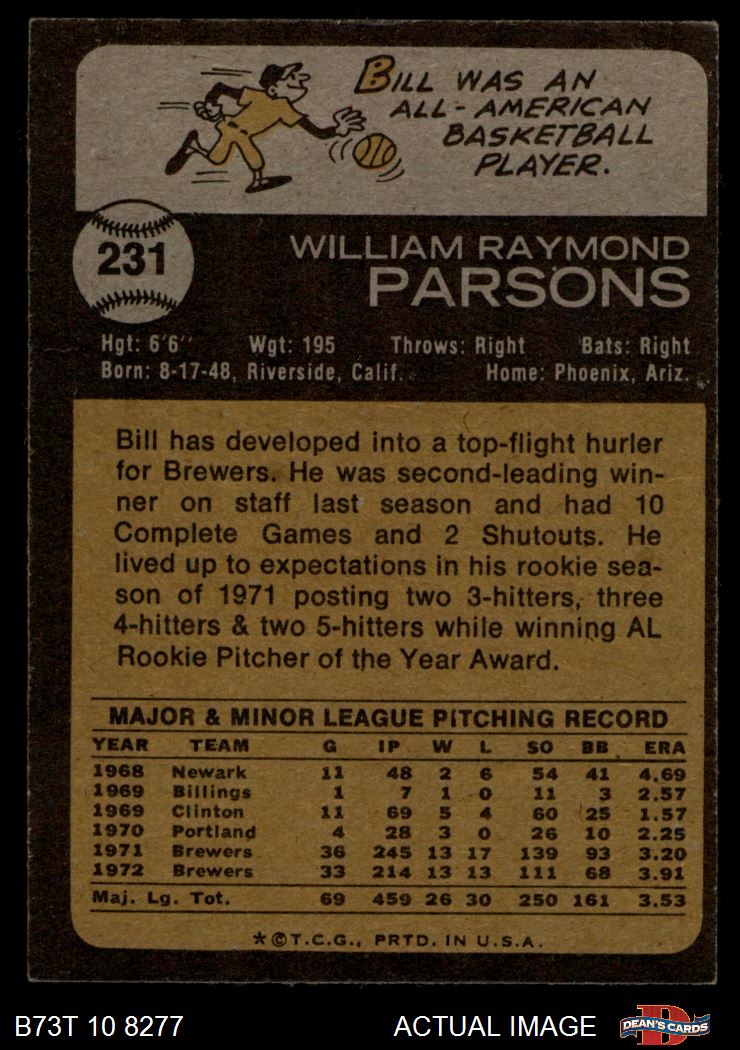 BILL WAS AN
ALL-AMERICAN
BASKETBALL
PLAYER.
231
WILLIAM RAYMOND
PARSONS
Hgt: 6'6" Wgt: 195 Throws: Right Bats: Right
Born: 8-17-48, Riverside, Calif. Home: Phoenix, Ariz.
Bill has developed into a top-flight hurler
for Brewers. He was second-leading win-
ner on staff last season and had 10
Complete Games and 2 Shutouts. He
lived up to expectations in his rookie sea-
son of 1971 posting two 3-hitters, three
4-hitters & two 5-hitters while winning AL
Rookie Pitcher of the Year Award.
MAJOR & MINOR LEAGUE PITCHING RECORD
YEAR TEAM G IP W L SO BB ERA
1968 Newark 11 48 2 6 54 41 4.69
1969 Billings 1 7 1 0 11 3 2.57
1969 Clinton 11 69 5 4 60 25 1.57
1970 Portland 4 28 3 0 26 10 2.25
1971 Brewers 36 245 13 17 139 93 3.20
1972 Brewers 33 214 13 13 111 68 3.91
Maj. Lg. Tot. 69 459 26 30 250 161 3.53
*©T.C.G., PRTD. IN U.S.A.
B73T 10 8277 ACTUAL IMAGE D DEAN'S CARDS